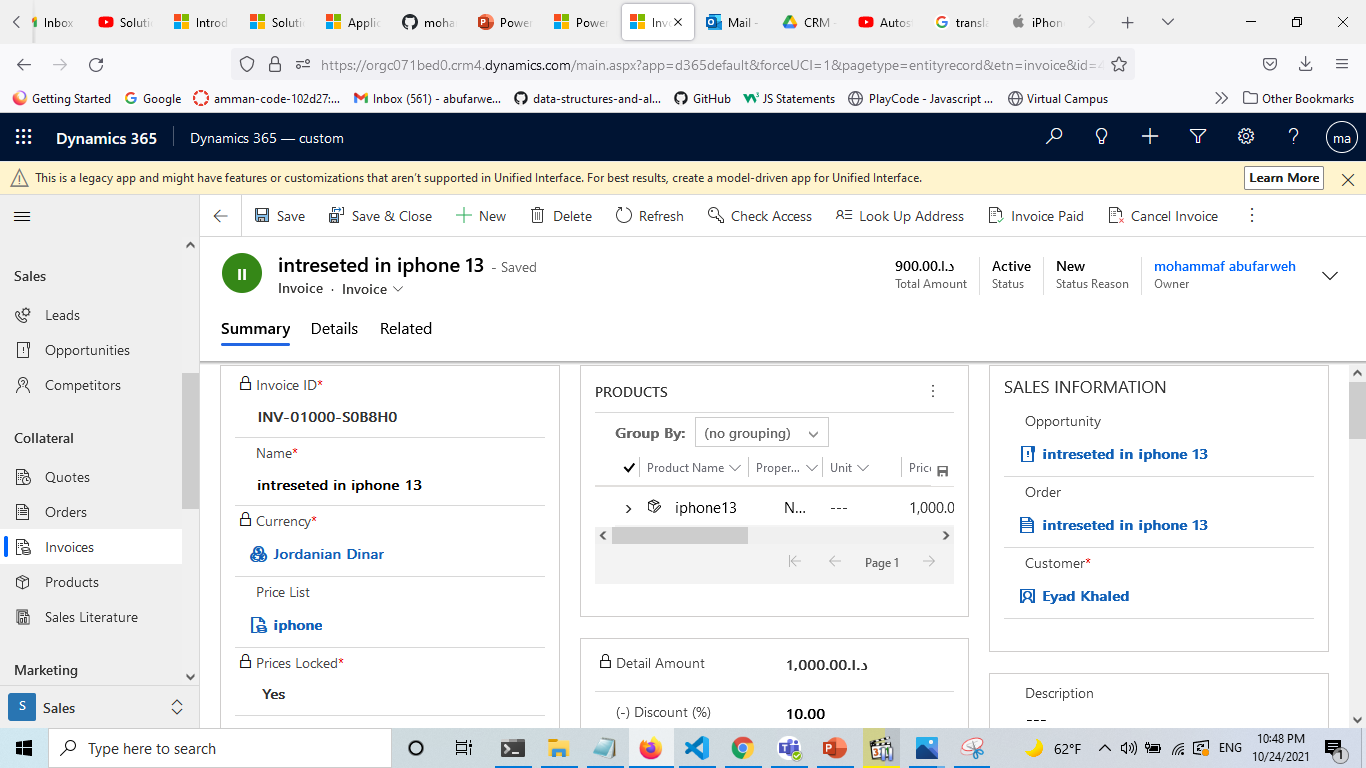 Inbox
Solutio
Introd
Solutio
Applic
moha
Power
Power
Invo
Mail -
CRM -
Autos
transla
iPhon
https://orgc071bed0.crm4.dynamics.com/main.aspx?app=d365default&forceUCI=1&pagetype=entityrecord&etn=invoice&id=4
Getting Started
Google
amman-code-102d27:...
Inbox (561) - abufarwe...
data-structures-and-al...
GitHub
JS Statements
PlayCode - Javascript ...
Virtual Campus
Other Bookmarks
Dynamics 365
Dynamics 365 — custom
ma
This is a legacy app and might have features or customizations that aren't supported in Unified Interface. For best results, create a model-driven app for Unified Interface.
Learn More
Save
Save & Close
New
Delete
Refresh
Check Access
Look Up Address
Invoice Paid
Cancel Invoice
intreseted in iphone 13 - Saved
Invoice · Invoice
900.00.د.ا
Total Amount
Active
Status
New
Status Reason
mohammaf abufarweh
Owner
Summary
Details
Related
Sales
Leads
Opportunities
Competitors
Collateral
Quotes
Orders
Invoices
Products
Sales Literature
Marketing
S
Sales
Invoice ID*
INV-01000-S0B8H0
Name*
intreseted in iphone 13
Currency*
Jordanian Dinar
Price List
iphone
Prices Locked*
Yes
PRODUCTS
Group By: (no grouping)
Product Name
Proper...
Unit
Price
iphone13
N...
---
1,000.0
Page 1
Detail Amount
1,000.00.د.ا
(-) Discount (%)
10.00
SALES INFORMATION
Opportunity
intreseted in iphone 13
Order
intreseted in iphone 13
Customer*
Eyad Khaled
Description
---
Type here to search
62°F
ENG
10:48 PM
10/24/2021
1